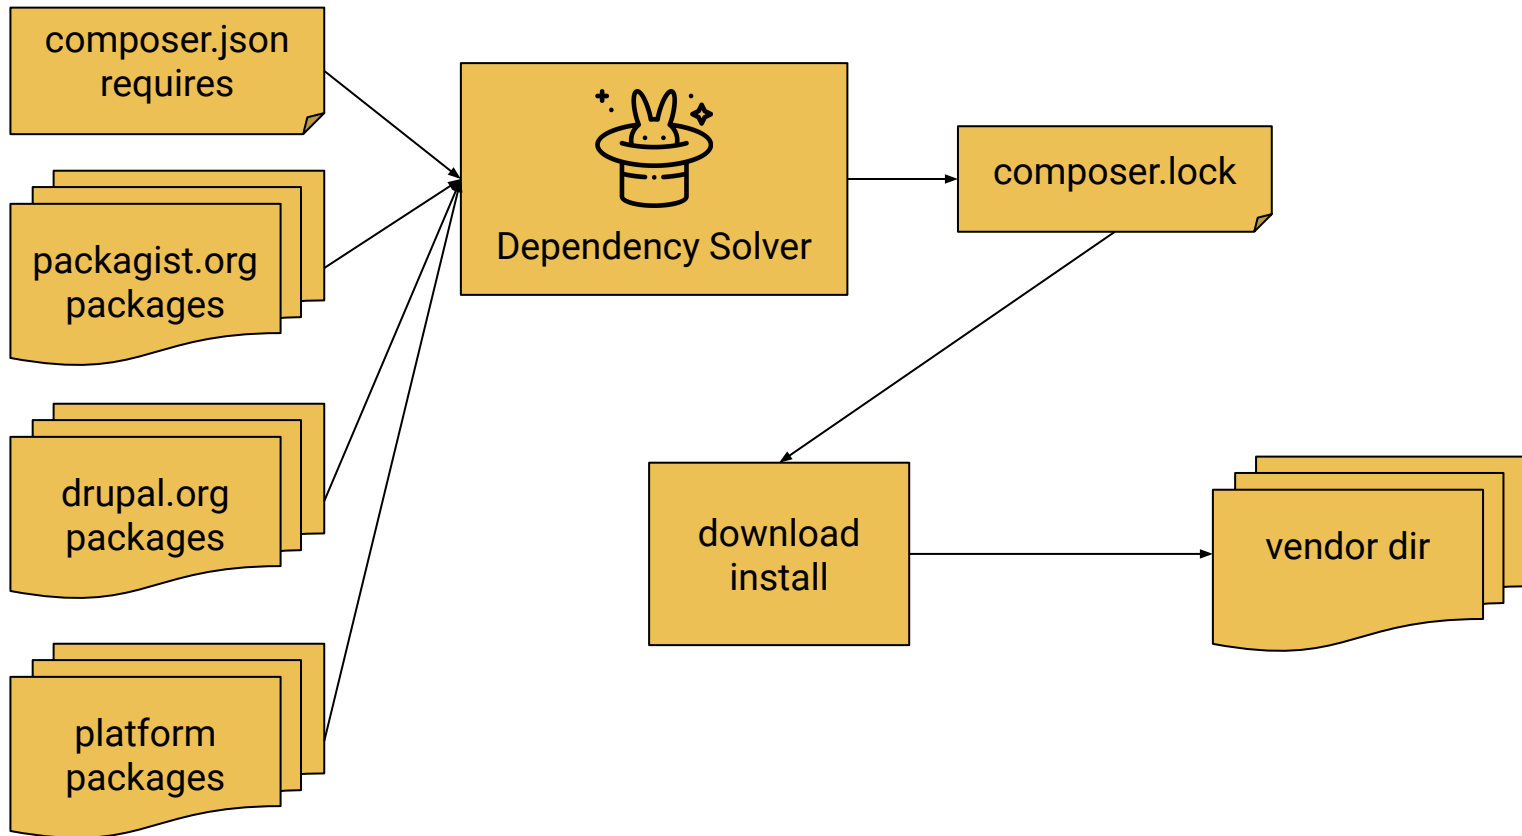 composer.json
requires
packagist.org
packages
drupal.org
packages
platform
packages
Dependency Solver
composer.lock
download
install
vendor dir